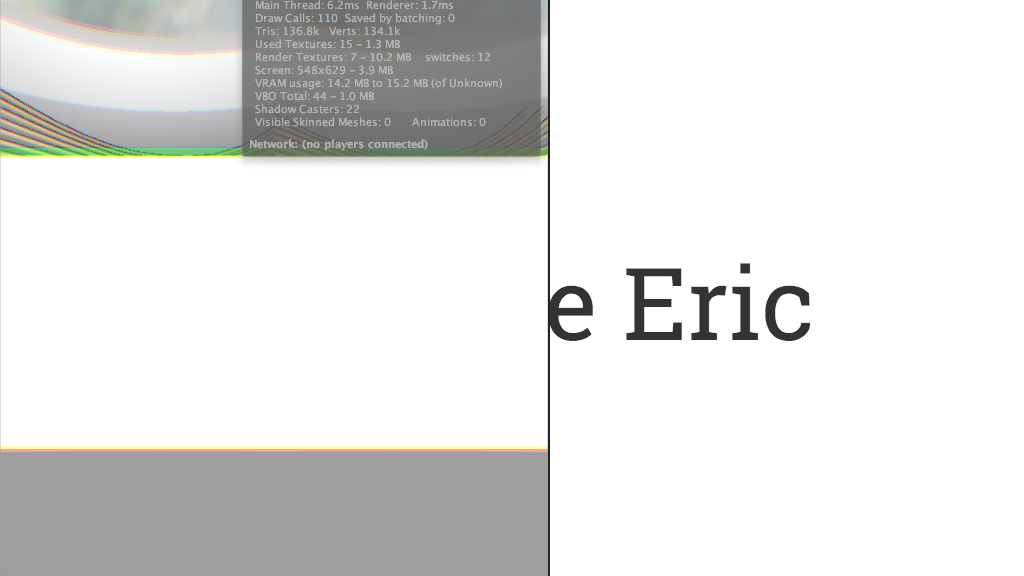 Main Thread: 6.2ms Renderer: 1.7ms
Draw Calls: 110 Saved by batching: 0
Tris: 136.8k Verts: 134.1k
Used Textures: 15 – 1.3 MB
Render Textures: 7 – 10.2 MB switches: 12
Screen: 548x629 – 3.9 MB
VRAM usage: 14.2 MB to 15.2 MB (of Unknown)
VBO Total: 44 – 1.0 MB
Shadow Casters: 22
Visible Skinned Meshes: 0 Animations: 0
Network: (no players connected)
e Eric